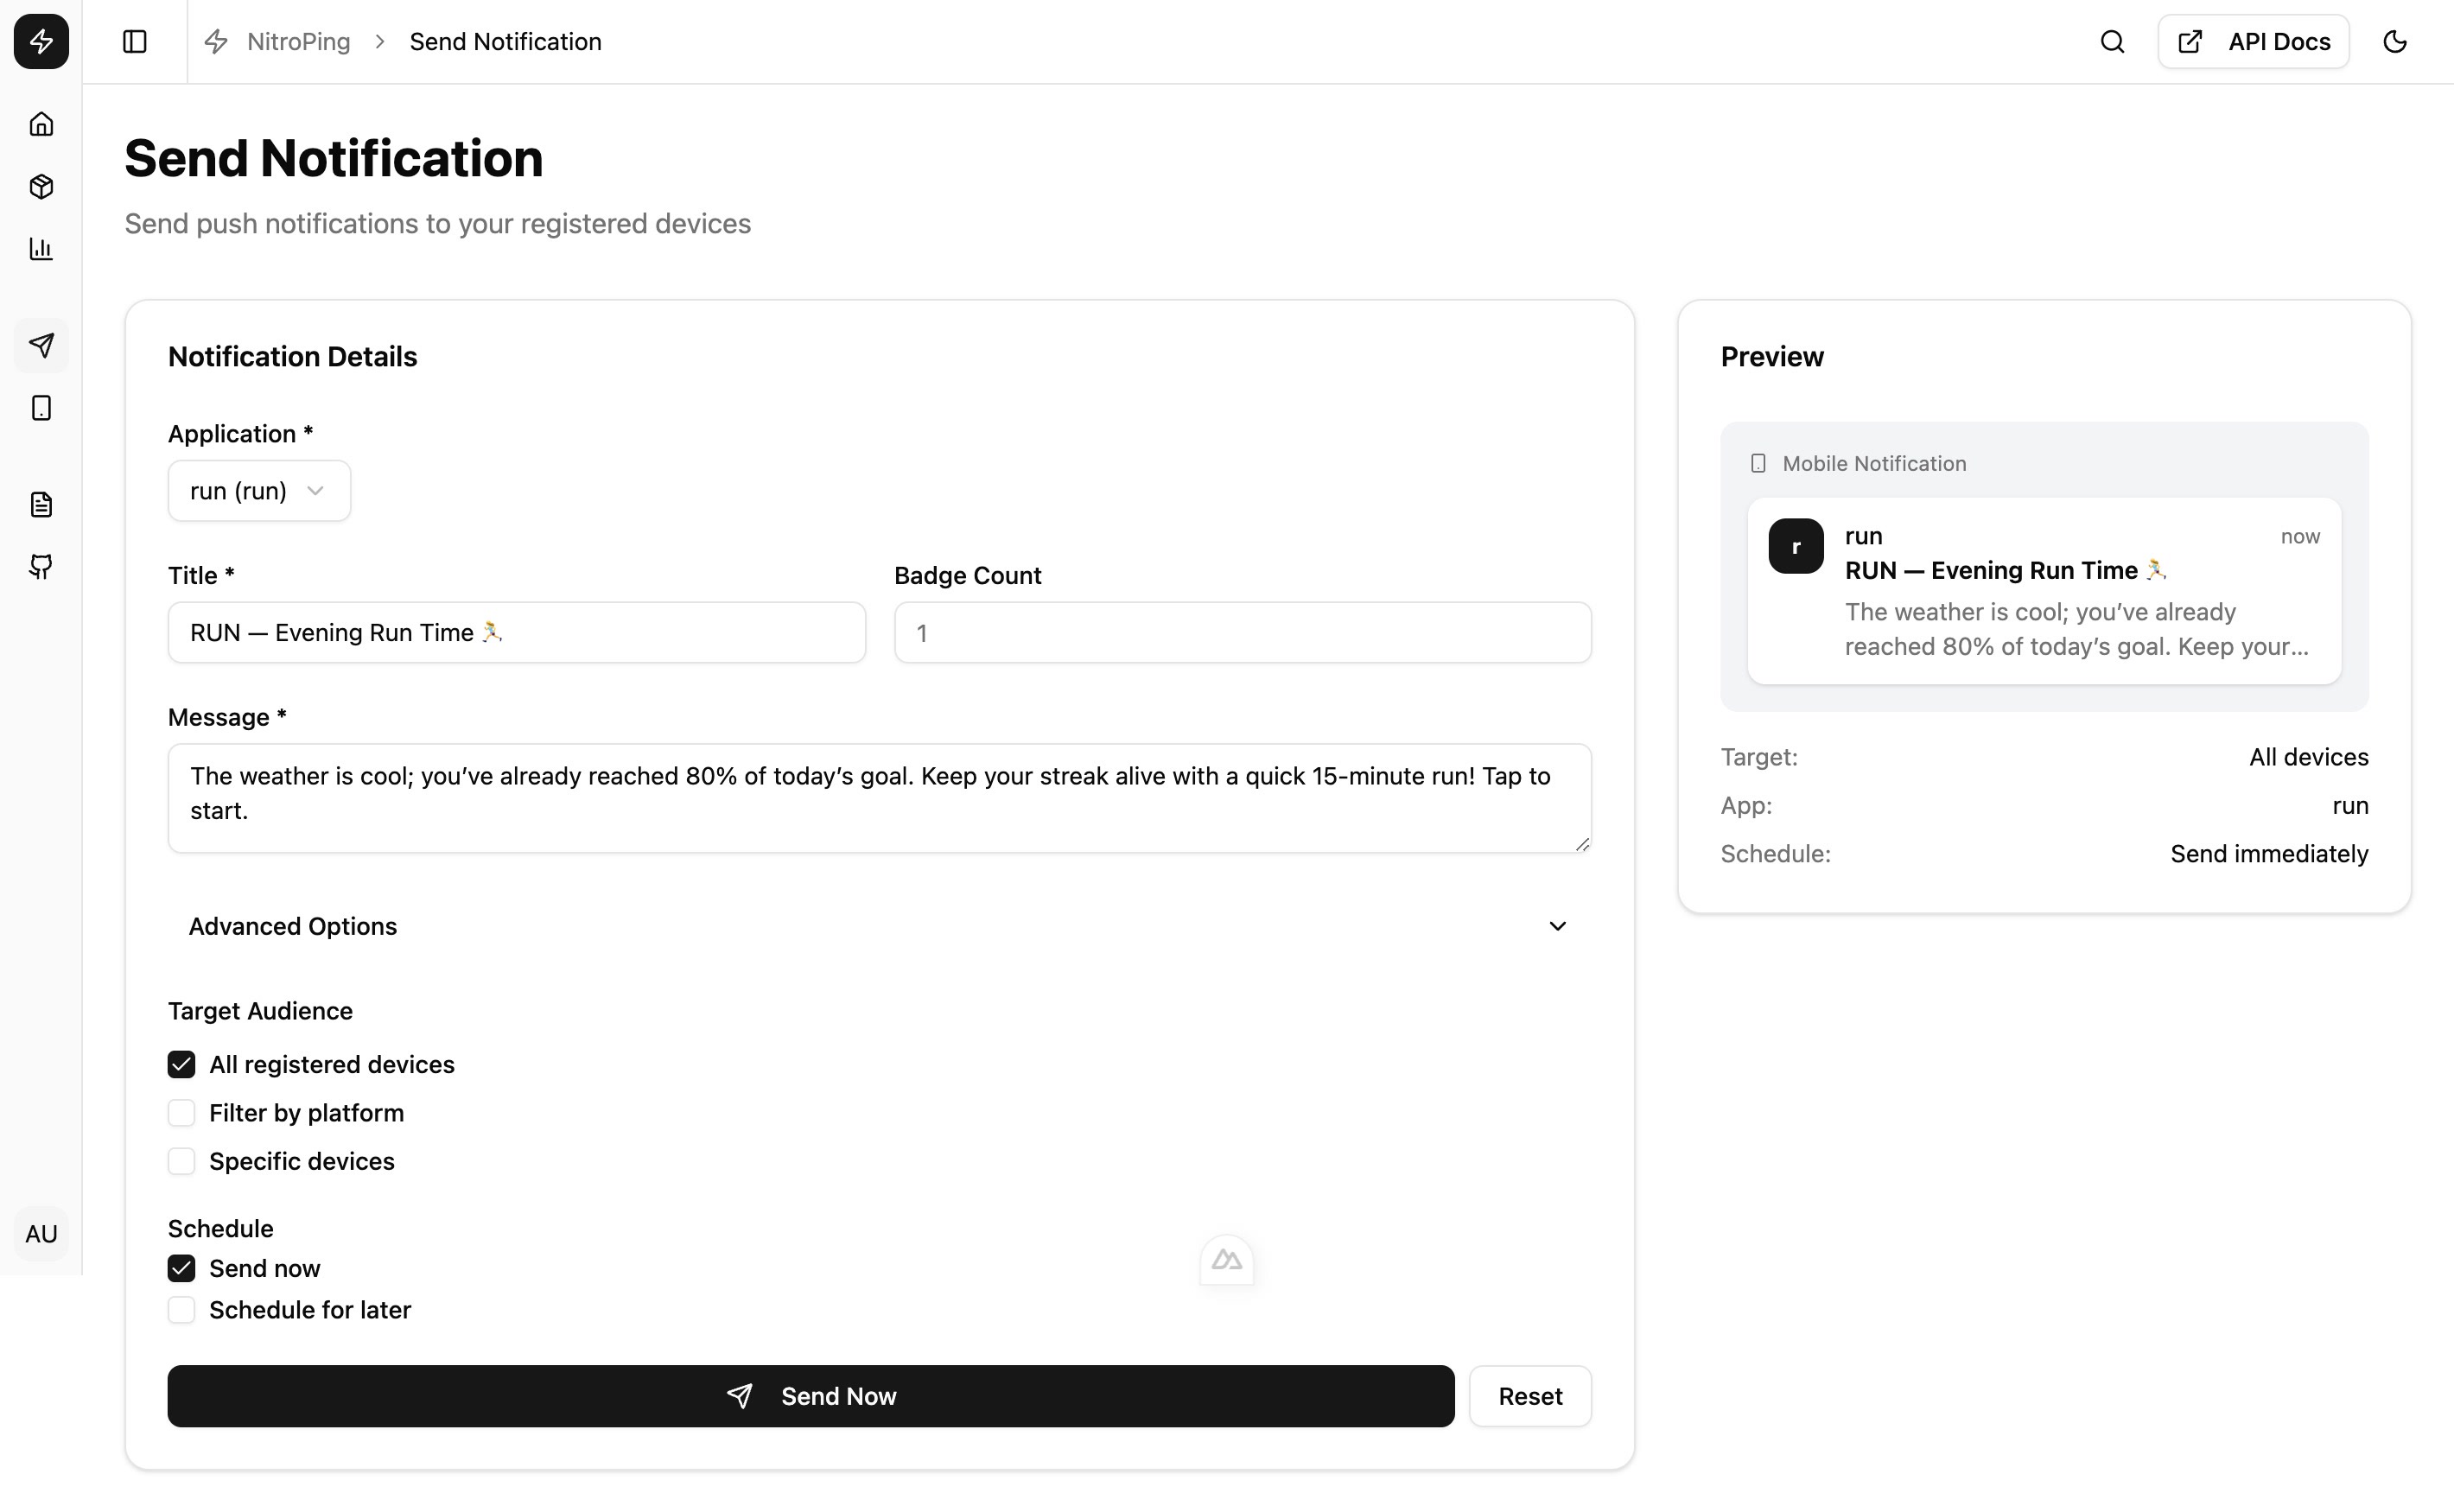 NitroPing > Send Notification
API Docs
Send Notification
Send push notifications to your registered devices
Notification Details
Application *
run (run)
Title *
Badge Count
RUN — Evening Run Time 🏃
1
Message *
The weather is cool; you’ve already reached 80% of today’s goal. Keep your streak alive with a quick 15-minute run! Tap to
start.
Advanced Options
Target Audience
All registered devices
Filter by platform
Specific devices
Schedule
Send now
Schedule for later
Send Now
Reset
Preview
Mobile Notification
r
run
now
RUN — Evening Run Time 🏃
The weather is cool; you’ve already
reached 80% of today’s goal. Keep your...
Target:
All devices
App:
run
Schedule:
Send immediately
AU